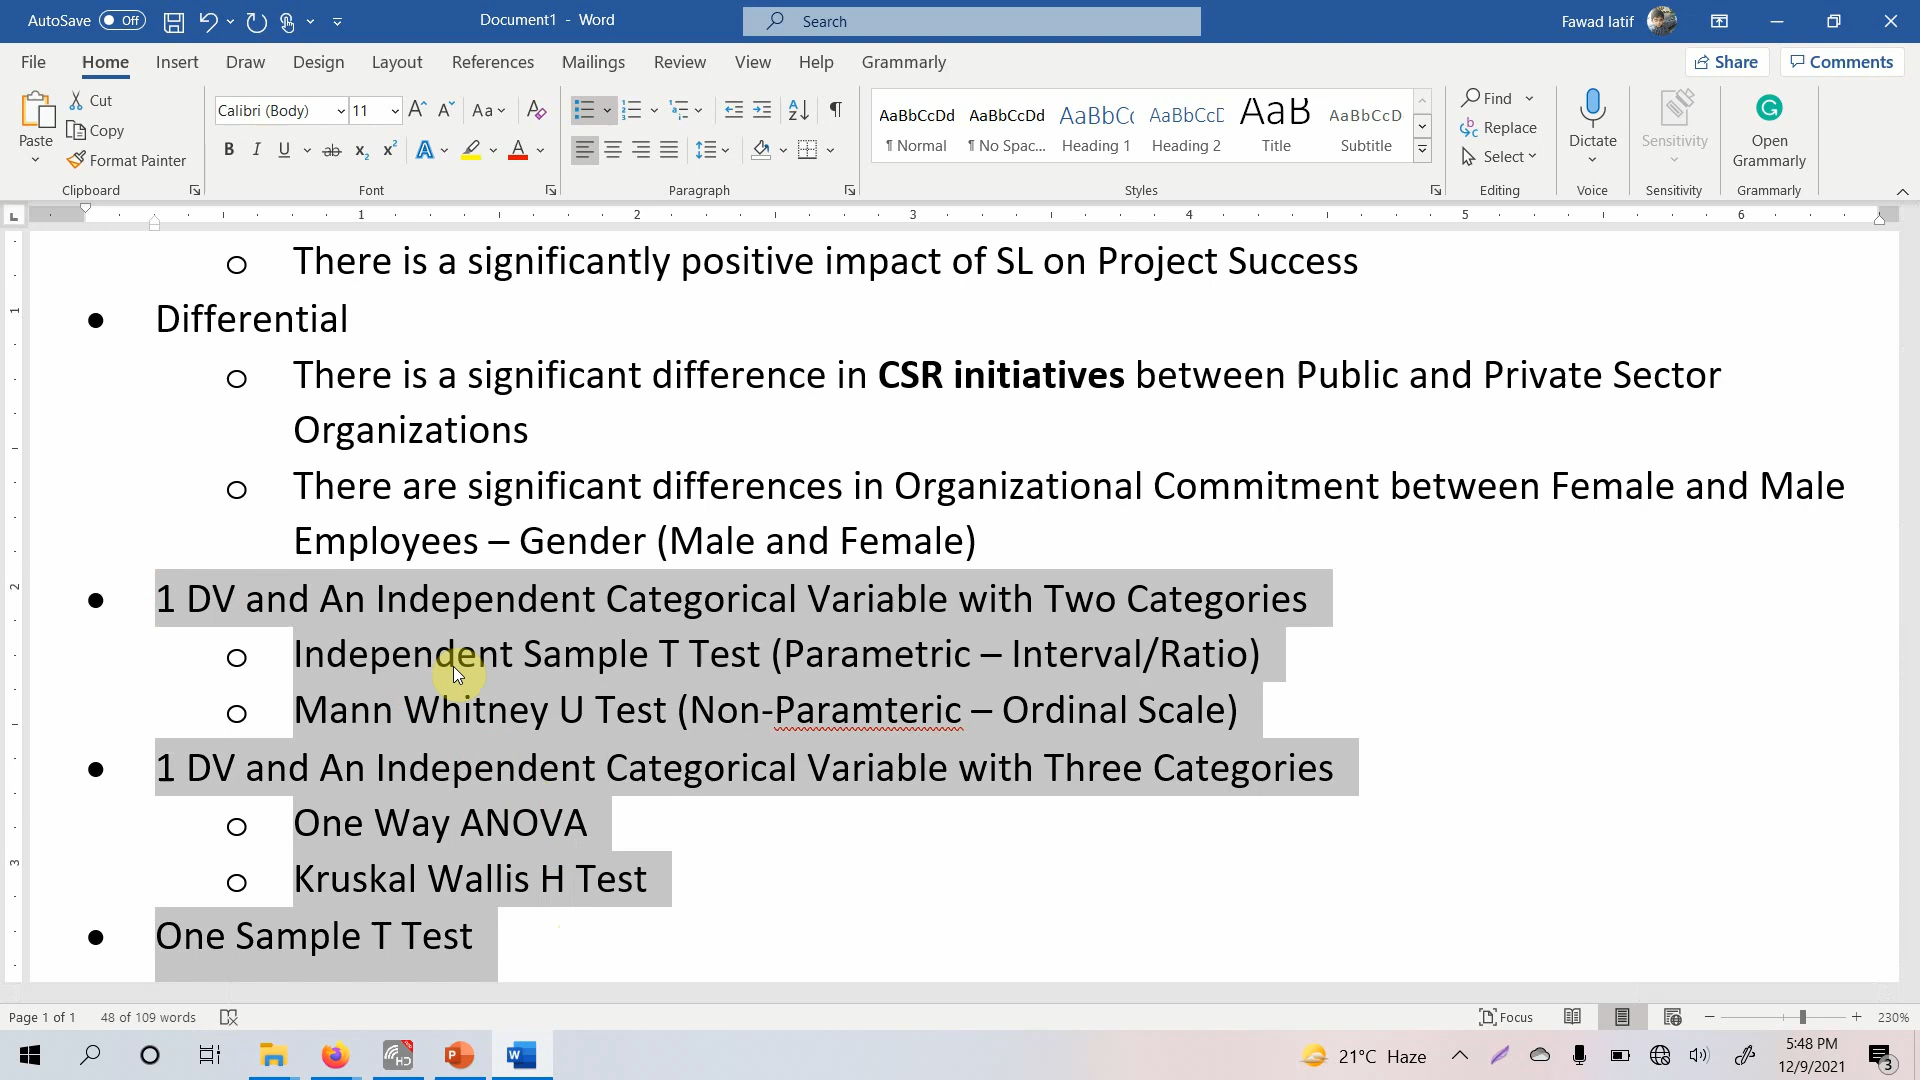 AutoSave Off
Document1 - Word
Search
Fawad latif
File Home Insert Draw Design Layout References Mailings Review View Help Grammarly
Share Comments
Paste
Cut
Copy
Format Painter
Clipboard
Calibri (Body) 11
Font
Paragraph
AaBbCcDd ¶ Normal
AaBbCcDd ¶ No Spac...
AaBbC Heading 1
AaBbCc Heading 2
AaB Title
AaBbCcD Subtitle
Styles
Find
Replace
Select
Editing
Dictate
Voice
Sensitivity
Sensitivity
Open Grammarly
Grammarly
1 2 3 4 5 6
○ There is a significantly positive impact of SL on Project Success
● Differential
○ There is a significant difference in CSR initiatives between Public and Private Sector
Organizations
○ There are significant differences in Organizational Commitment between Female and Male
Employees – Gender (Male and Female)
● 1 DV and An Independent Categorical Variable with Two Categories
○ Independent Sample T Test (Parametric – Interval/Ratio)
○ Mann Whitney U Test (Non-Paramteric – Ordinal Scale)
● 1 DV and An Independent Categorical Variable with Three Categories
○ One Way ANOVA
○ Kruskal Wallis H Test
● One Sample T Test
Page 1 of 1 48 of 109 words
Focus
230%
21°C Haze
5:48 PM
12/9/2021
3